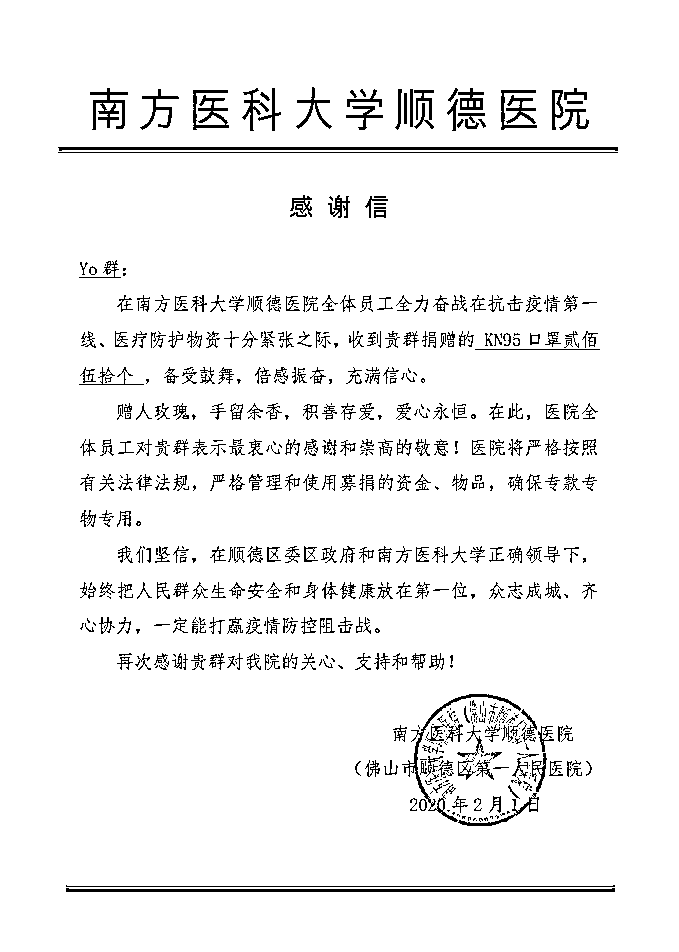 南方医科大学顺德医院
感谢信
Yo群：
在南方医科大学顺德医院全体员工全力奋战在抗击疫情第一
线、医疗防护物资十分紧张之际，收到贵群捐赠的 KN95 口罩贰佰
伍拾个 ，备受鼓舞，倍感振奋，充满信心。
赠人玫瑰，手留余香，积善存爱，爱心永恒。在此，医院全
体员工对贵群表示最衷心的感谢和崇高的敬意！医院将严格按照
有关法律法规，严格管理和使用募捐的资金、物品，确保专款专
物专用。
我们坚信，在顺德区委区政府和南方医科大学正确领导下，
始终把人民群众生命安全和身体健康放在第一位，众志成城、齐
心协力，一定能打赢疫情防控阻击战。
再次感谢贵群对我院的关心、支持和帮助！
南方医科大学顺德医院
（佛山市顺德区第一人民医院）
2020 年 2 月 1 日